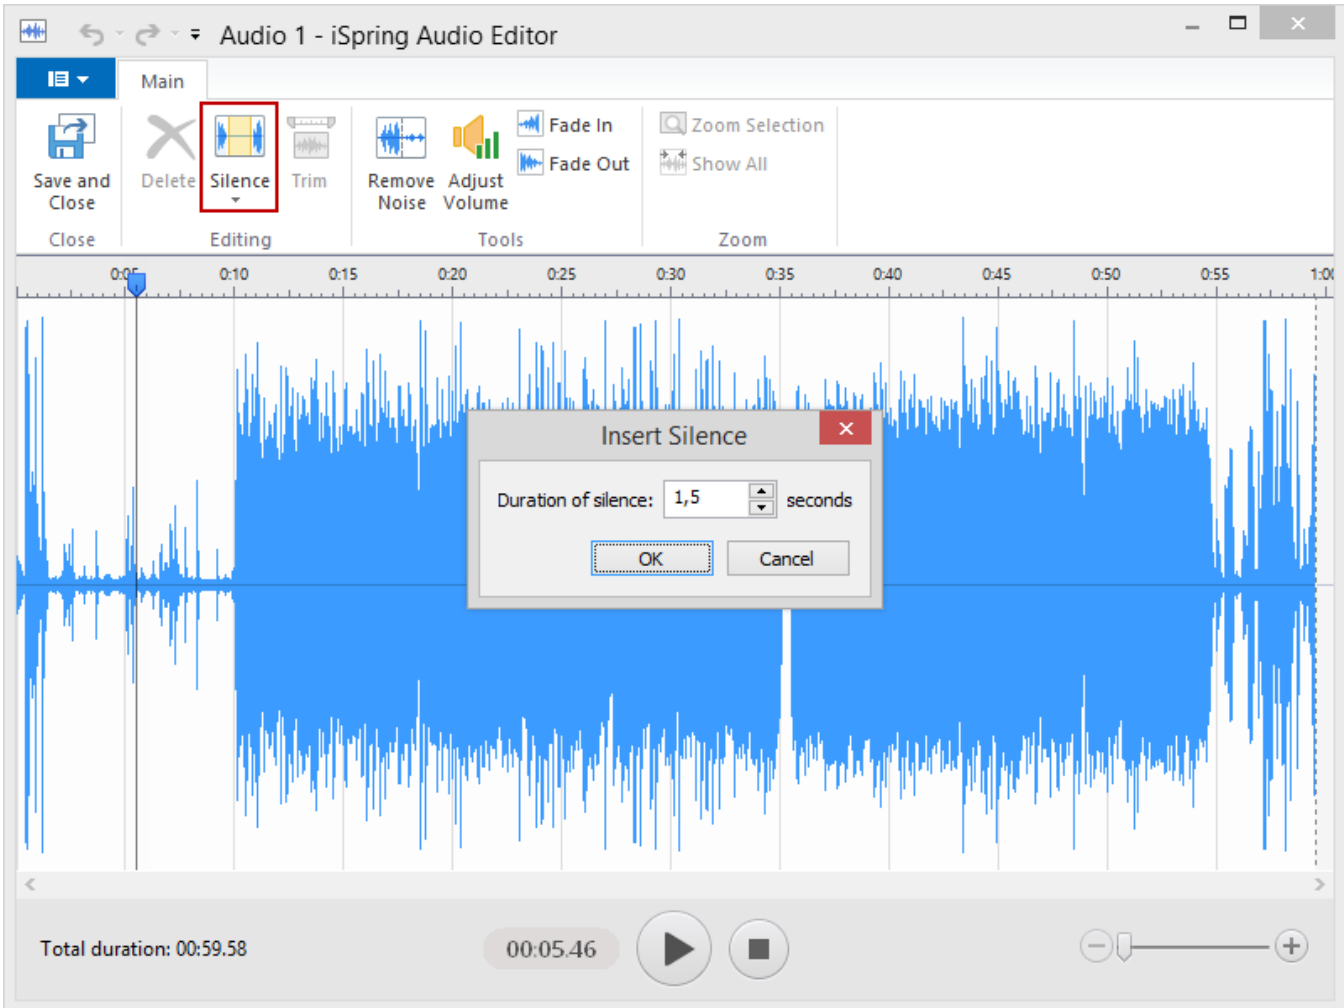 Audio 1 - iSpring Audio Editor
Main
Save and Close
Delete
Silence
Trim
Remove Noise
Adjust Volume
Fade In
Fade Out
Zoom Selection
Show All
Close
Editing
Tools
Zoom
0:05 0:10 0:15 0:20 0:25 0:30 0:35 0:40 0:45 0:50 0:55 1:00
Insert Silence
Duration of silence: 1,5 seconds
OK Cancel
Total duration: 00:59.58
00:05.46